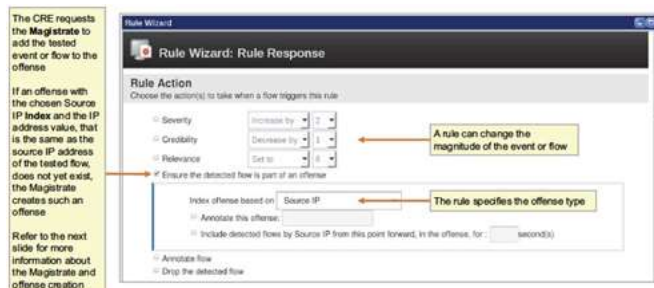 The CRE requests
the Magistrate to
add the tested
event or flow to the
offense
If an offense with
the chosen Source
IP Index and the IP
address value, that
is the same as the
source IP address
of the tested flow,
does not yet exist,
the Magistrate
creates such an
offense
Refer to the next
slide for more
information about
the Magistrate and
offense creation
Rule Wizard
Rule Wizard: Rule Response
Rule Action
Choose the action(s) to take when a flow triggers this rule
Severity Increase by 2
Credibility Decrease by 1
Relevance Set to
A rule can change
the magnitude of the event or flow
Ensure the detected flow is part of an offense
Index offense based on Source IP
The rule specifies the offense type
Annotate this offense:
Include detected flows by Source IP from this point forward, in the offense, for : second(s)
Annotate flow
Drop the detected flow